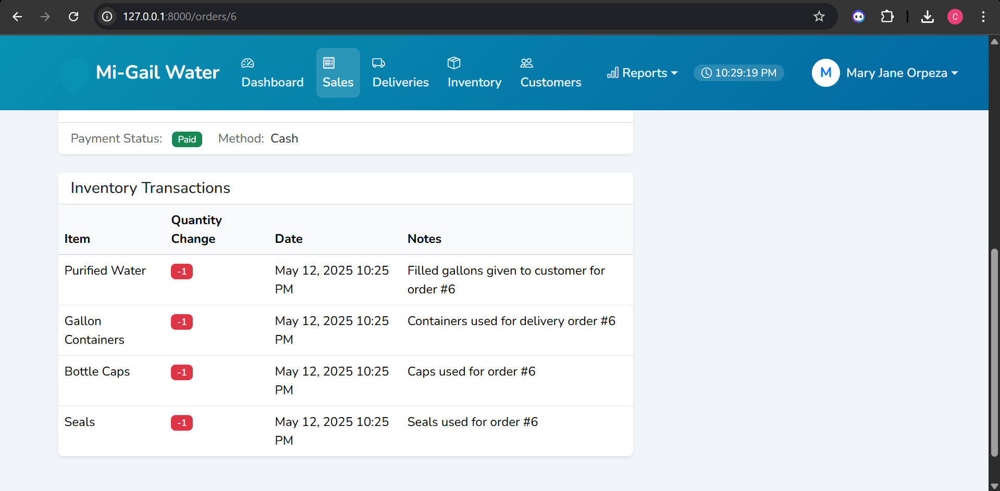 127.0.0.1:8000/orders/6
C
Mi-Gail Water
Dashboard
Sales
Deliveries
Inventory
Customers
Reports
10:29:19 PM
M
Mary Jane Orpeza
Payment Status: Paid Method: Cash
Inventory Transactions
Item Quantity Change Date Notes
Purified Water -1 May 12, 2025 10:25 PM Filled gallons given to customer for order #6
Gallon Containers -1 May 12, 2025 10:25 PM Containers used for delivery order #6
Bottle Caps -1 May 12, 2025 10:25 PM Caps used for order #6
Seals -1 May 12, 2025 10:25 PM Seals used for order #6